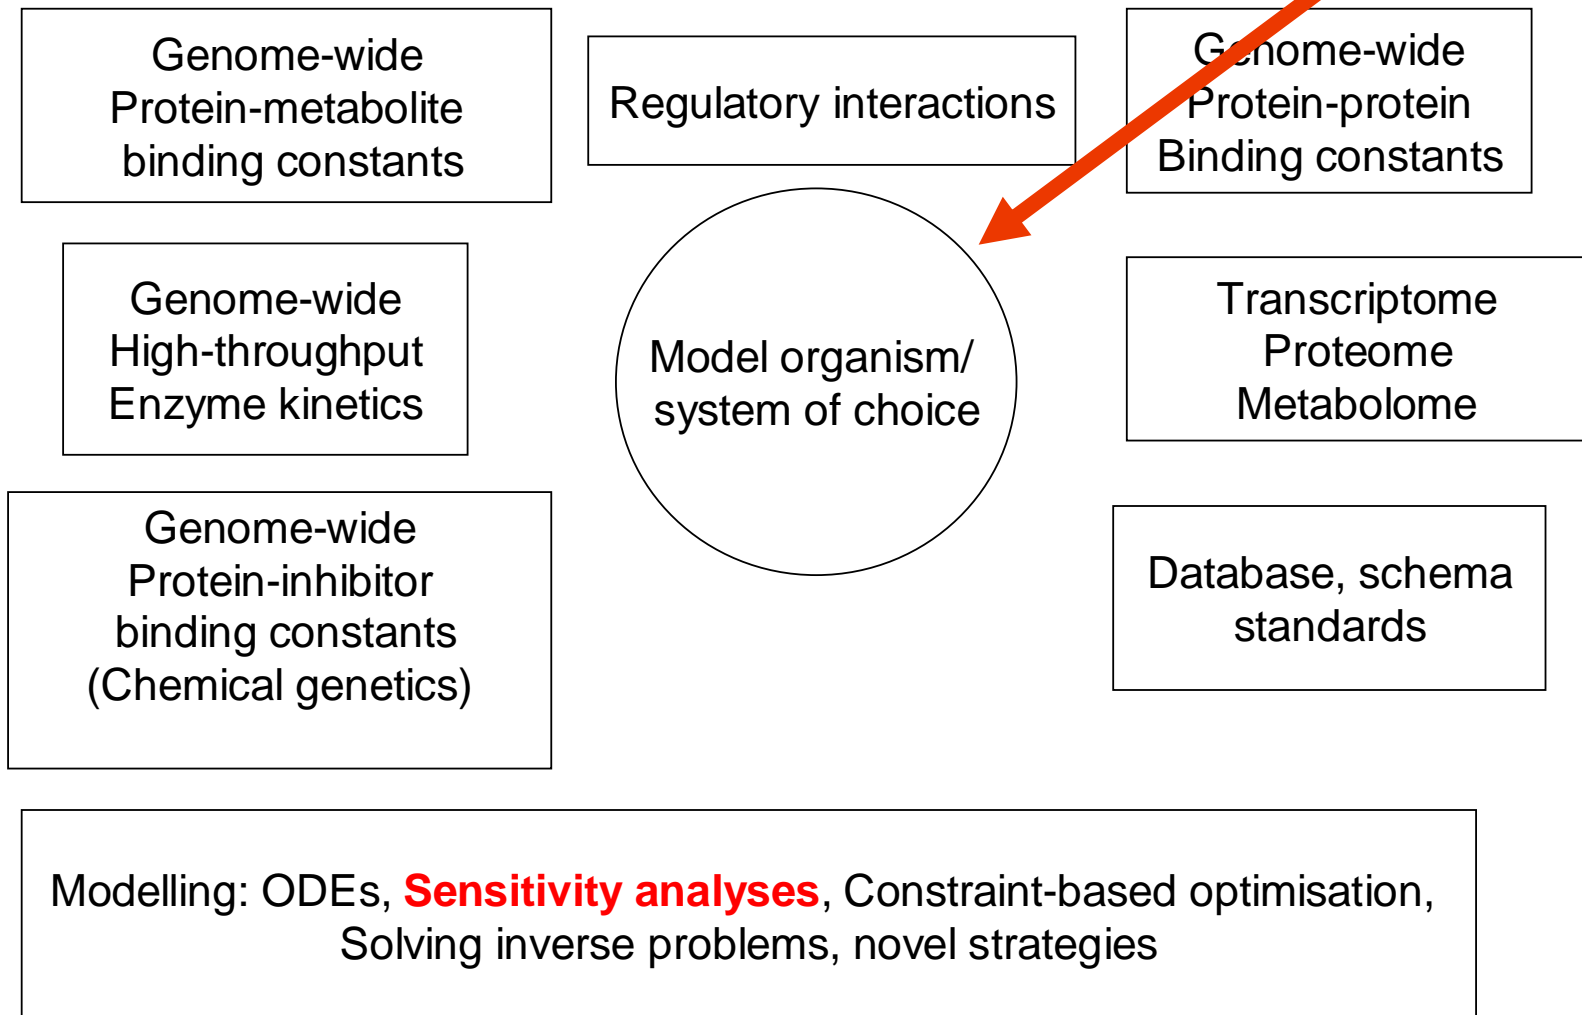 Genome-wide
Protein-metabolite
binding constants
Regulatory interactions
Genome-wide
Protein-protein
Binding constants
Genome-wide
High-throughput
Enzyme kinetics
Model organism/
system of choice
Transcriptome
Proteome
Metabolome
Genome-wide
Protein-inhibitor
binding constants
(Chemical genetics)
Database, schema
standards
Modelling: ODEs, Sensitivity analyses, Constraint-based optimisation,
Solving inverse problems, novel strategies